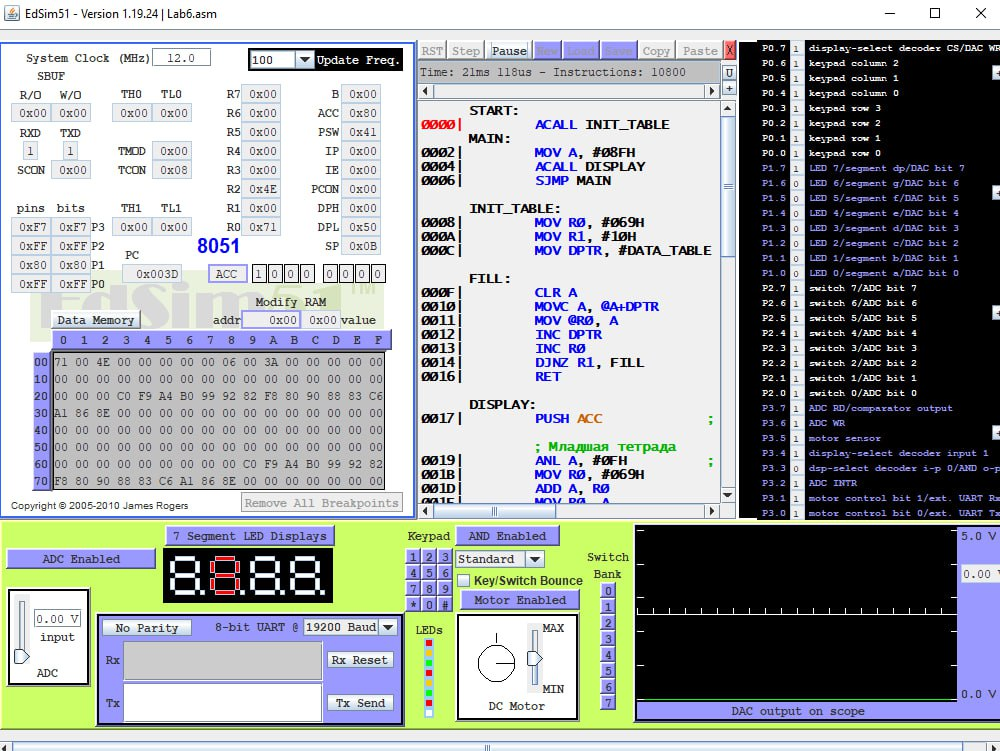 EdSim51 - Version 1.19.24 | Lab6.asm
System Clock (MHz) 12.0
100 Update Freq.
SBUF
R/O W/O TH0 TL0 R7 0x00 B 0x00
0x00 0x00 0x00 0x00 R6 0x00 ACC 0x80
RXD TXD R5 0x00 PSW 0x41
1 1 TMOD 0x00 R4 0x00 IP 0x00
SCON 0x00 TCON 0x08 R3 0x00 IE 0x00
R2 0x4E PCON 0x00
pins bits TH1 TL1 R1 0x00 DPH 0x00
0xF7 0xF7 P3 0x00 0x00 R0 0x71 DPL 0x50
0xFF 0xFF P2 8051 SP 0x0B
PC
0x80 0x80 P1 0x003D ACC 1 0 0 0 0 0 0 0
0xFF 0xFF P0
EdSim51™
Modify RAM
Data Memory addr 0x00 0x00 value
0 1 2 3 4 5 6 7 8 9 A B C D E F
00 71 00 4E 00 00 00 00 00 06 00 3A 00 00 00 00 00
10 00 00 00 00 00 00 00 00 00 00 00 00 00 00 00 00
20 00 00 00 C0 F9 A4 B0 99 92 82 F8 80 90 88 83 C6
30 A1 86 8E 00 00 00 00 00 00 00 00 00 00 00 00 00
40 00 00 00 00 00 00 00 00 00 00 00 00 00 00 00 00
50 00 00 00 00 00 00 00 00 00 00 00 00 00 00 00 00
60 00 00 00 00 00 00 00 00 00 C0 F9 A4 B0 99 92 82
70 F8 80 90 88 83 C6 A1 86 8E 00 00 00 00 00 00 00
Copyright © 2005-2010 James Rogers Remove All Breakpoints
RST Step Pause New Load Save Copy Paste X
Time: 21ms 118us - Instructions: 10800 U
+
START:
0000| ACALL INIT_TABLE
MAIN:
0002| MOV A, #08FH
0004| ACALL DISPLAY
0006| SJMP MAIN
INIT_TABLE:
0008| MOV R0, #069H
000A| MOV R1, #10H
000C| MOV DPTR, #DATA_TABLE
FILL:
000F| CLR A
0010| MOVC A, @A+DPTR
0011| MOV @R0, A
0012| INC DPTR
0013| INC R0
0014| DJNZ R1, FILL
0016| RET
DISPLAY:
0017| PUSH ACC ;
; Младшая тетрада
0019| ANL A, #0FH ;
001B| MOV R0, #069H
001D| ADD A, R0
001E| MOV R0, A
P0.7 1 display-select decoder CS/DAC WR
P0.6 1 keypad column 2
P0.5 1 keypad column 1
P0.4 1 keypad column 0
P0.3 1 keypad row 3
P0.2 1 keypad row 2
P0.1 1 keypad row 1
P0.0 1 keypad row 0
P1.7 1 LED 7/segment dp/DAC bit 7
P1.6 0 LED 6/segment g/DAC bit 6
P1.5 0 LED 5/segment f/DAC bit 5
P1.4 0 LED 4/segment e/DAC bit 4
P1.3 0 LED 3/segment d/DAC bit 3
P1.2 0 LED 2/segment c/DAC bit 2
P1.1 0 LED 1/segment b/DAC bit 1
P1.0 0 LED 0/segment a/DAC bit 0
P2.7 1 switch 7/ADC bit 7
P2.6 1 switch 6/ADC bit 6
P2.5 1 switch 5/ADC bit 5
P2.4 1 switch 4/ADC bit 4
P2.3 1 switch 3/ADC bit 3
P2.2 1 switch 2/ADC bit 2
P2.1 1 switch 1/ADC bit 1
P2.0 1 switch 0/ADC bit 0
P3.7 1 ADC RD/comparator output
P3.6 1 ADC WR
P3.5 1 motor sensor
P3.4 1 display-select decoder input 1
P3.3 0 dsp-select decoder i-p 0/AND o-p
P3.2 1 ADC INTR
P3.1 1 motor control bit 1/ext. UART Rx
P3.0 1 motor control bit 0/ext. UART Tx
7 Segment LED Displays
ADC Enabled
8.8.8.8.
0.00 V
input
ADC
No Parity 8-bit UART @ 19200 Baud
Rx Rx Reset
Tx Tx Send
Keypad AND Enabled
1 2 3 Standard
4 5 6
7 8 9 Key/Switch Bounce
* 0 # Motor Enabled
LEDs
MAX
MIN
DC Motor
Switch
Bank
0
1
2
3
4
5
6
7
5.0 V
0.00 V
0.0 V
DAC output on scope